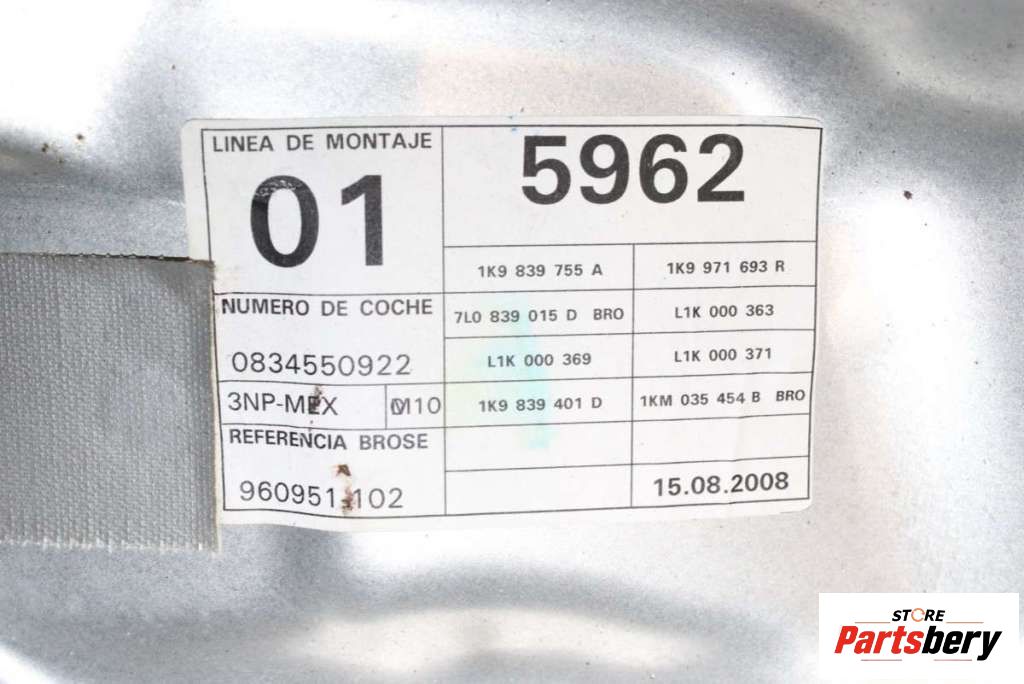 LINEA DE MONTAJE
01
5962
1K9 839 755 A
1K9 971 693 R
NUMERO DE COCHE
7L0 839 015 D BRO
L1K 000 363
0834550922
L1K 000 369
L1K 000 371
3NP-MEX
M10
1K9 839 401 D
1KM 035 454 B BRO
REFERENCIA BROSE
960951-102
15.08.2008
STORE
Partsbery